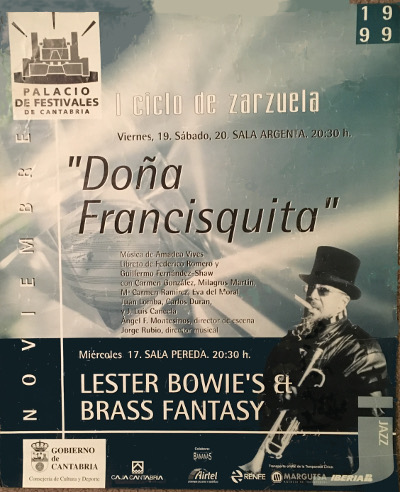 PALACIO
DE FESTIVALES
DE CANTABRIA
19
99
I ciclo de zarzuela
Viernes, 19. Sábado, 20. SALA ARGENTA. 20:30 h.
"Doña
Francisquita"
Música de Amadeo Vives
Libreto de Federico Romero y
Guillermo Fernández-Shaw
con Carmen González, Milagros Martín,
Mª Carmen Ramírez, Eva del Moral,
Juan Lomba, Carlos Durán,
y J. Luis Cancela
Ángel F. Montesinos, director de escena
Jorge Rubio, director musical
NOVIEMBRE
Miércoles 17. SALA PEREDA. 20:30 h.
LESTER BOWIE'S &
BRASS FANTASY
JAZZ
GOBIERNO
de
CANTABRIA
Consejería de Cultura y Deporte
CAJA CANTABRIA
Colaboran:
BANANAS
Airtel
RENFE
MARGUESA
IBERIA